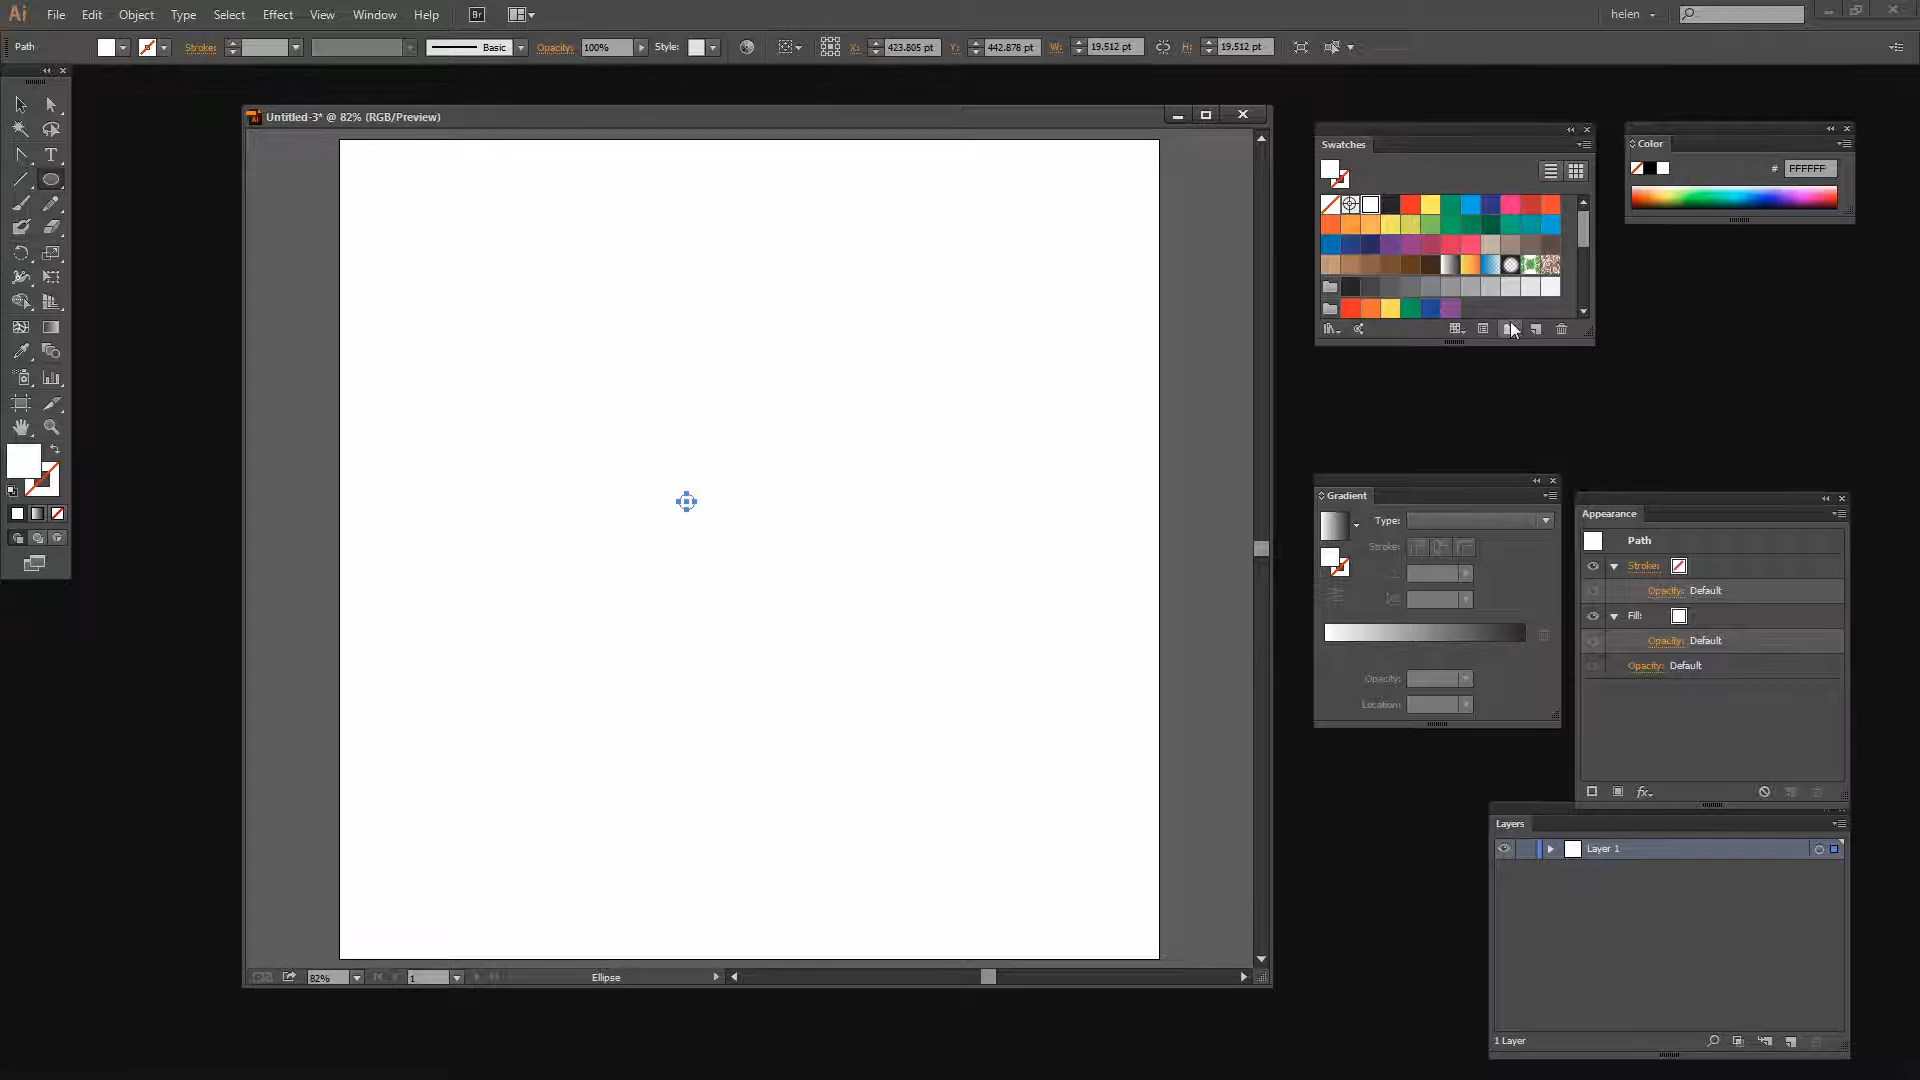 Ai File Edit Object Type Select Effect View Window Help Br helen
Path Stroke: Basic Opacity: 100% Style: X: 423.805 pt Y: 442.878 pt W: 19.512 pt H: 19.512 pt
Untitled-3* @ 82% (RGB/Preview)
Swatches
Color
# FFFFFF
T
Gradient
Type:
Stroke:
Opacity:
Location:
Appearance
Path
Stroke:
Opacity: Default
Fill:
Opacity: Default
Opacity: Default
fx
Layers
Layer 1
1 Layer
82% 1 Ellipse